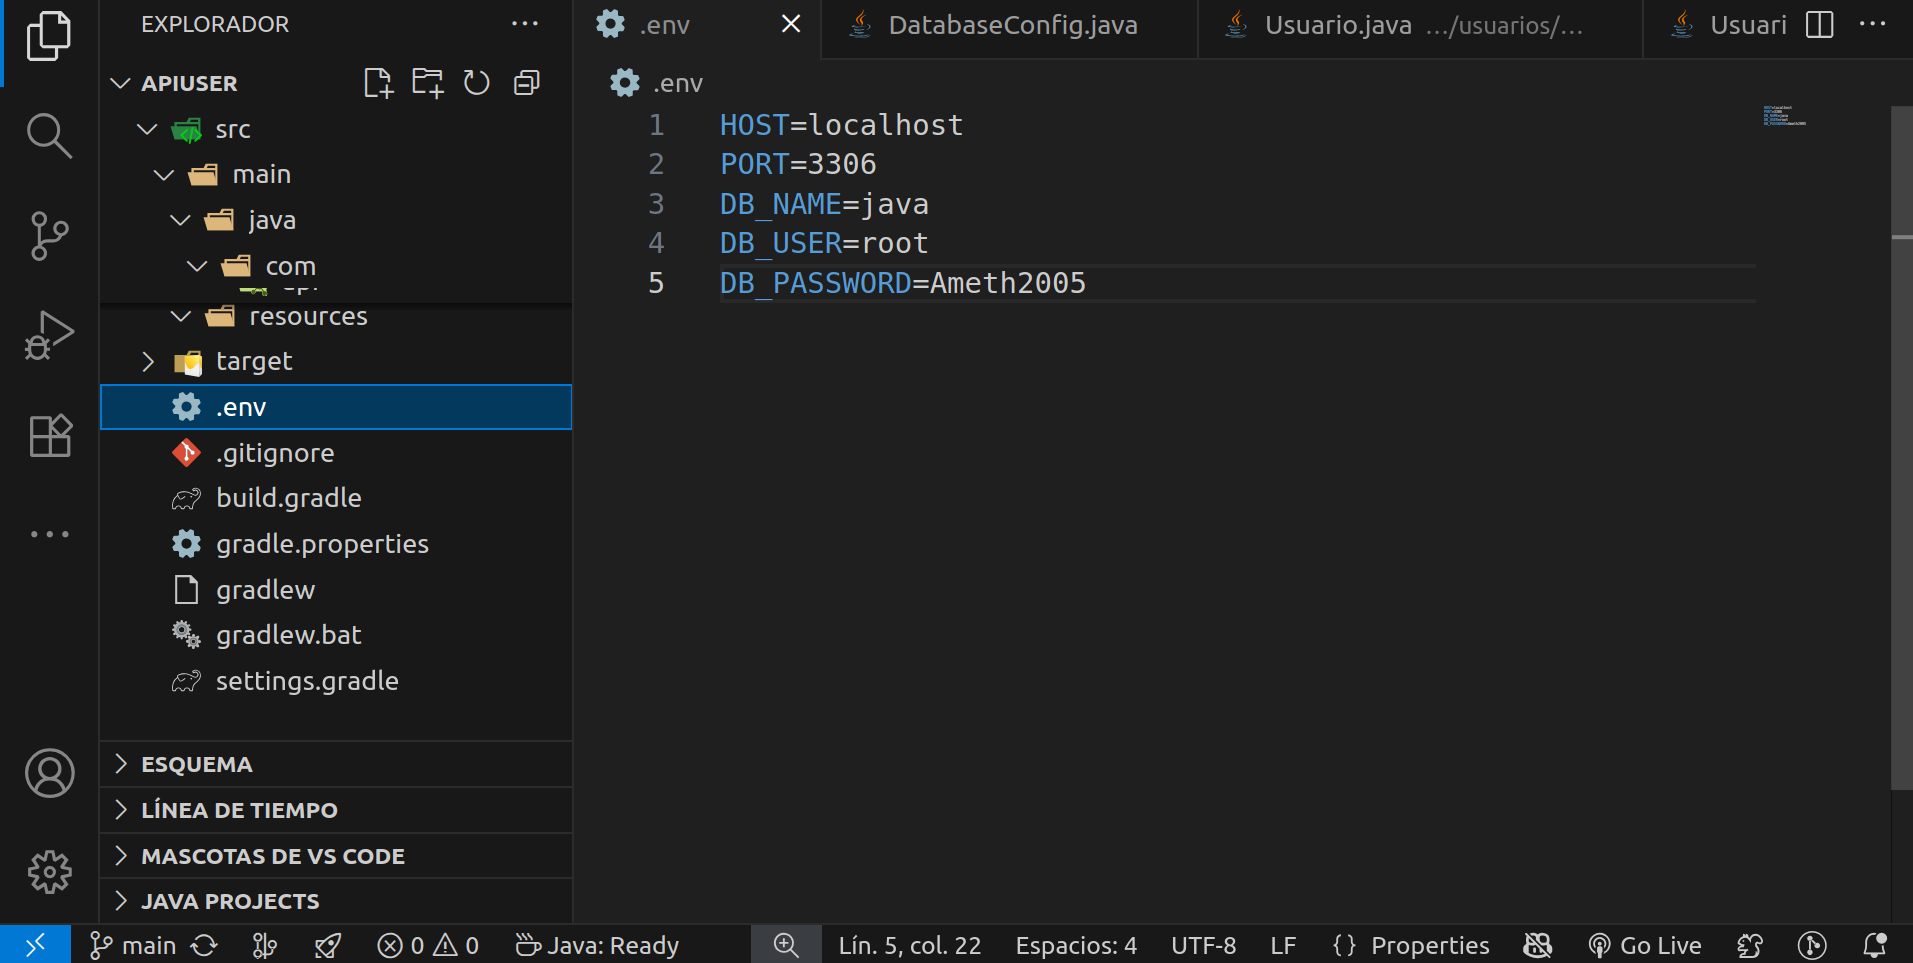 EXPLORADOR
APIUSER
src
main
java
com
resources
target
.env
.gitignore
build.gradle
gradle.properties
gradlew
gradlew.bat
settings.gradle
ESQUEMA
LÍNEA DE TIEMPO
MASCOTAS DE VS CODE
JAVA PROJECTS
.env
DatabaseConfig.java
Usuario.java .../usuarios/...
Usuari
.env
1 HOST=localhost
2 PORT=3306
3 DB_NAME=java
4 DB_USER=root
5 DB_PASSWORD=Ameth2005
main 0 0 Java: Ready Lín. 5, col. 22 Espacios: 4 UTF-8 LF {} Properties Go Live